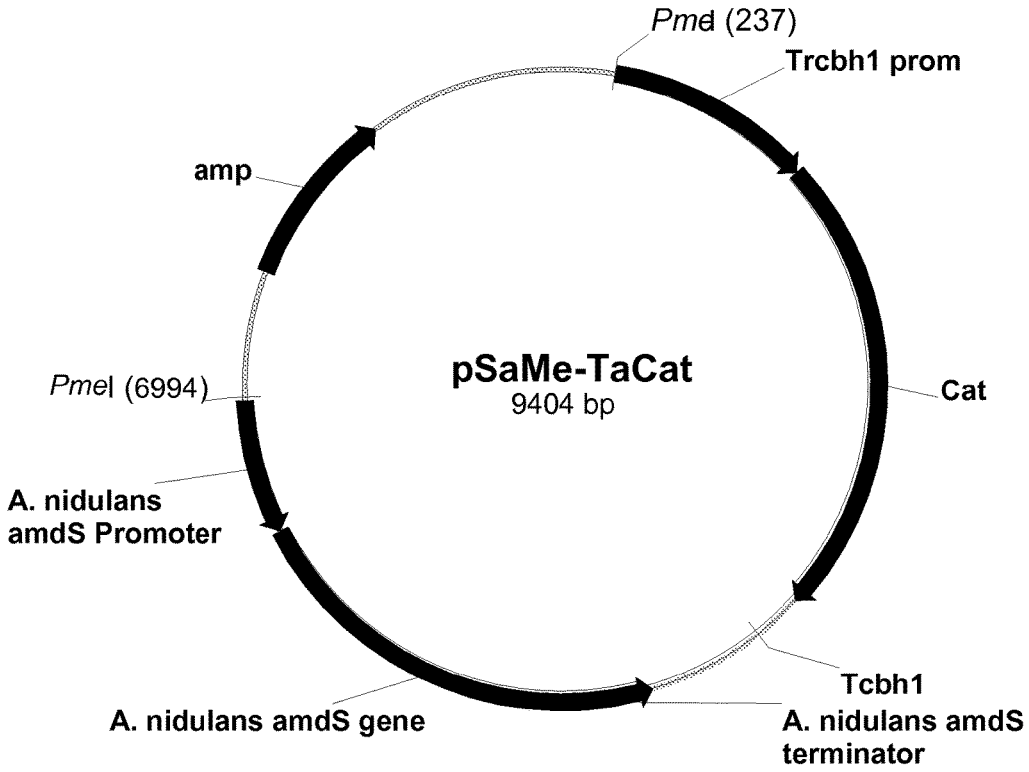 PmeI (237)
Trcbh1 prom
amp
pSaMe-TaCat
9404 bp
PmeI (6994)
Cat
A. nidulans
amdS Promoter
Tcbh1
A. nidulans amdS gene
A. nidulans amdS
terminator